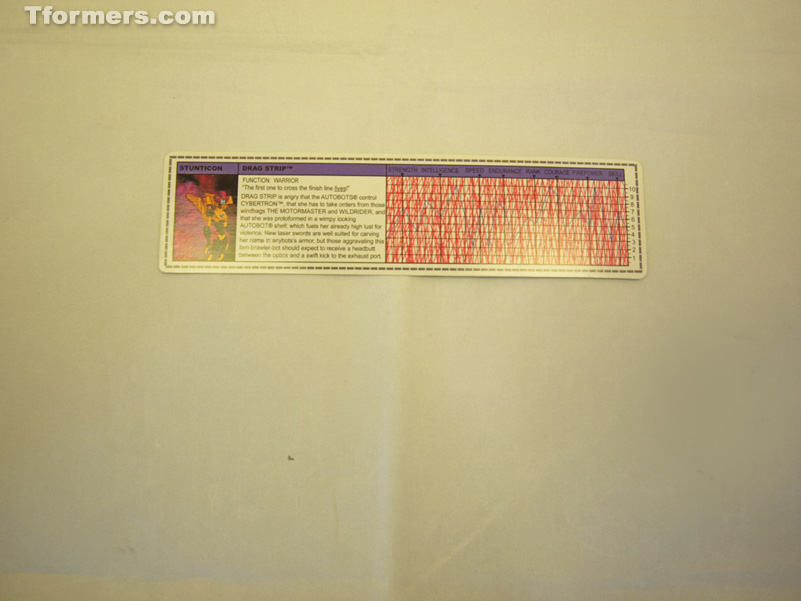 Tformers.com
STUNTICON DRAG STRIP™ STRENGTH INTELLIGENCE SPEED ENDURANCE RANK COURAGE FIREPOWER SKILL
FUNCTION: WARRIOR
"The first one to cross the finish line lives!"
DRAG STRIP is angry that the AUTOBOTS® control
CYBERTRON™, that she has to take orders from those
windbags THE MOTORMASTER and WILDRIDER, and
that she was protoformed in a wimpy looking
AUTOBOT® shell, which fuels her already high lust for
violence. New laser swords are well suited for carving
her name in anybot's armor, but those aggravating this
fem-brawler-bot should expect to receive a headbutt
between the optics and a swift kick to the exhaust port.
10
9
8
7
6
5
4
3
2
1